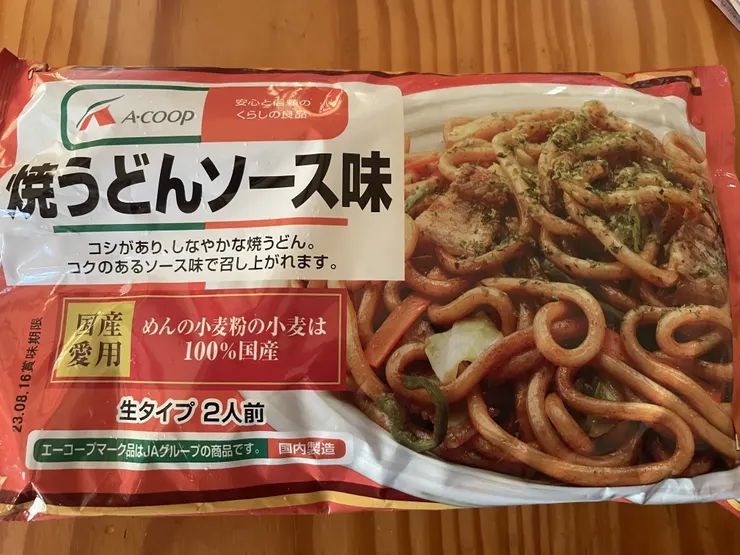 A·COOP
安心と信頼の
くらしの良品
焼うどんソース味
コシがあり、しなやかな焼うどん。
コクのあるソース味で召し上がれます。
国産
愛用
めんの小麦粉の小麦は
100%国産
生タイプ 2人前
エーコープマーク品はJAグループの商品です。
国内製造
23.08.16賞味期限